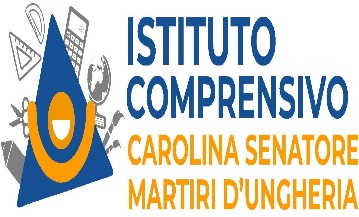 ISTITUTO
COMPRENSIVO
CAROLINA SENATORE
MARTIRI D'UNGHERIA